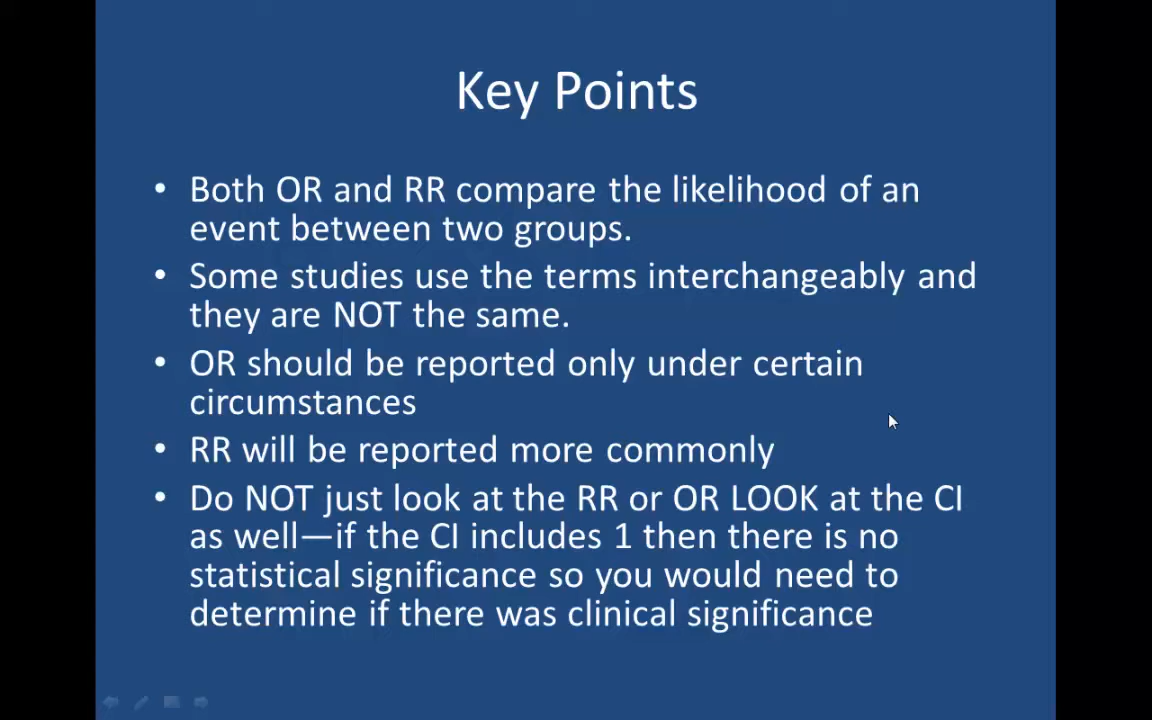 Key Points
• Both OR and RR compare the likelihood of an
event between two groups.
• Some studies use the terms interchangeably and
they are NOT the same.
• OR should be reported only under certain
circumstances
• RR will be reported more commonly
• Do NOT just look at the RR or OR LOOK at the CI
as well—if the CI includes 1 then there is no
statistical significance so you would need to
determine if there was clinical significance